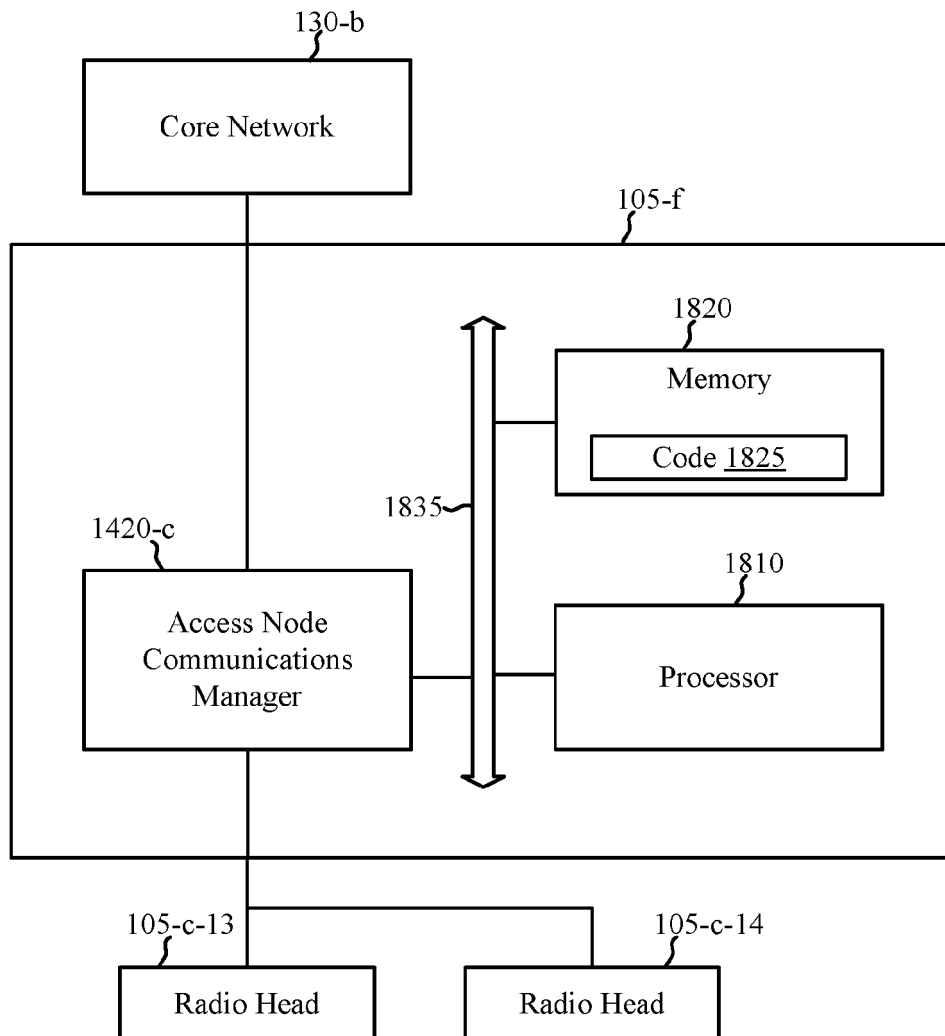 130-b
Core Network
105-f
1820
Memory
Code 1825
1835
1420-c
Access Node
Communications
Manager
1810
Processor
105-c-13
105-c-14
Radio Head
Radio Head